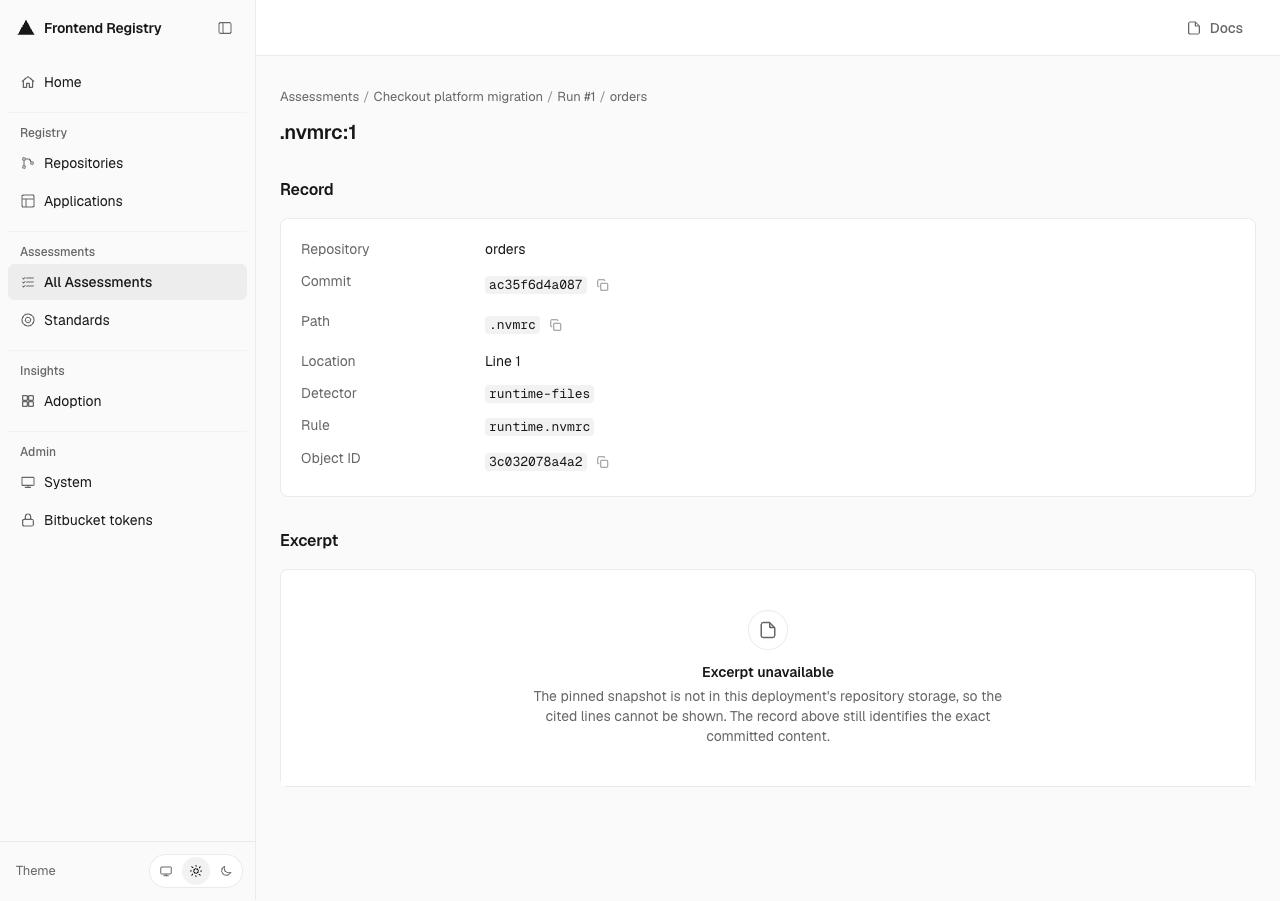 Frontend Registry
Docs
Home
Registry
Repositories
Applications
Assessments
All Assessments
Standards
Insights
Adoption
Admin
System
Bitbucket tokens
Theme
Assessments / Checkout platform migration / Run #1 / orders
.nvmrc:1
Record
Repository orders
Commit ac35f6d4a087
Path .nvmrc
Location Line 1
Detector runtime-files
Rule runtime.nvmrc
Object ID 3c032078a4a2
Excerpt
Excerpt unavailable
The pinned snapshot is not in this deployment's repository storage, so the
cited lines cannot be shown. The record above still identifies the exact
committed content.